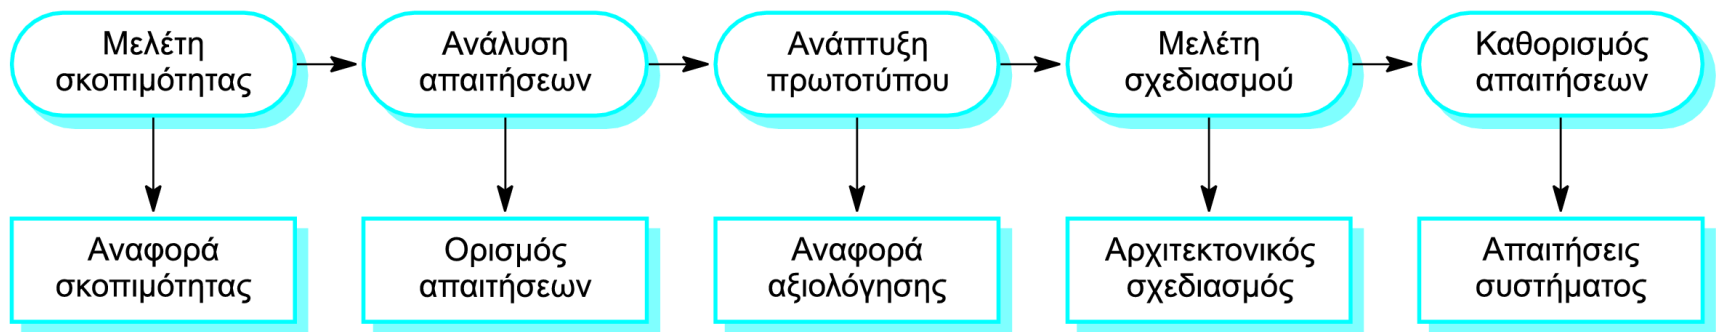 Μελέτη
σκοπιμότητας
Ανάλυση
απαιτήσεων
Ανάπτυξη
πρωτοτύπου
Μελέτη
σχεδιασμού
Καθορισμός
απαιτήσεων
Αναφορά
σκοπιμότητας
Ορισμός
απαιτήσεων
Αναφορά
αξιολόγησης
Αρχιτεκτονικός
σχεδιασμός
Απαιτήσεις
συστήματος